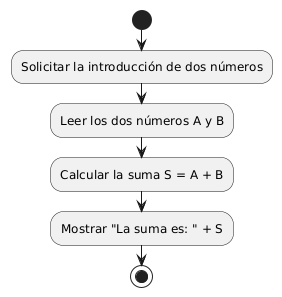 Solicitar la introducción de dos números
Leer los dos números A y B
Calcular la suma S = A + B
Mostrar "La suma es: " + S